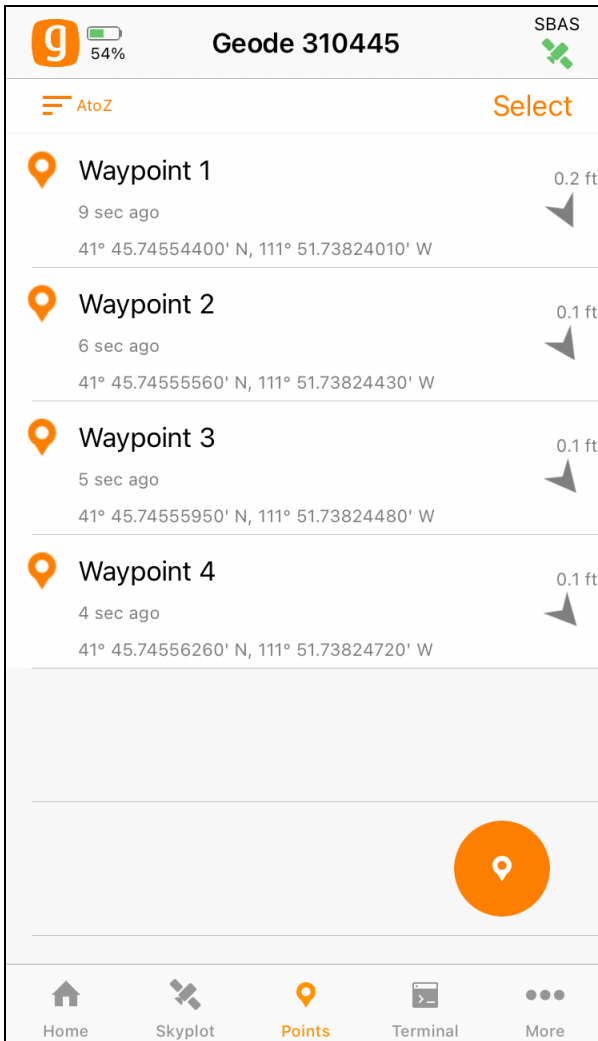 g
54%
Geode 310445
SBAS
AtoZ
Select
Waypoint 1
0.2 ft
9 sec ago
41° 45.74554400' N, 111° 51.73824010' W
Waypoint 2
0.1 ft
6 sec ago
41° 45.74555560' N, 111° 51.73824430' W
Waypoint 3
0.1 ft
5 sec ago
41° 45.74555950' N, 111° 51.73824480' W
Waypoint 4
0.1 ft
4 sec ago
41° 45.74556260' N, 111° 51.73824720' W
Home Skyplot Points Terminal More